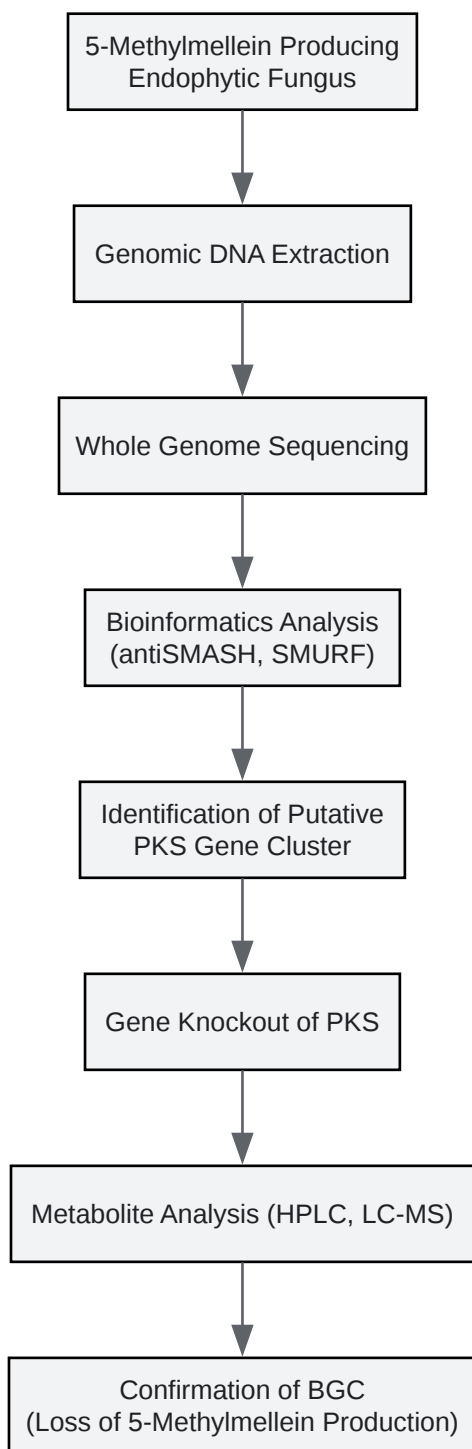 5-Methylmellein Producing
Endophytic Fungus
Genomic DNA Extraction
Whole Genome Sequencing
Bioinformatics Analysis
(antiSMASH, SMURF)
Identification of Putative
PKS Gene Cluster
Gene Knockout of PKS
Metabolite Analysis (HPLC, LC-MS)
Confirmation of BGC
(Loss of 5-Methylmellein Production)